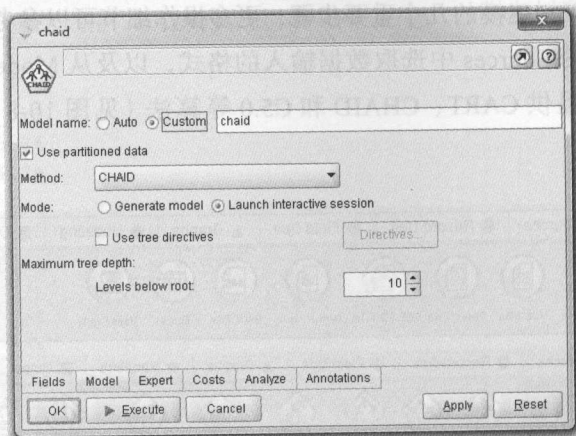 chaid
CHAID
Model name: Auto Custom chaid
Use partitioned data
Method: CHAID
Mode: Generate model Launch interactive session
Use tree directives Directives...
Maximum tree depth:
Levels below root: 10
Fields Model Expert Costs Analyze Annotations
OK Execute Cancel Apply Reset